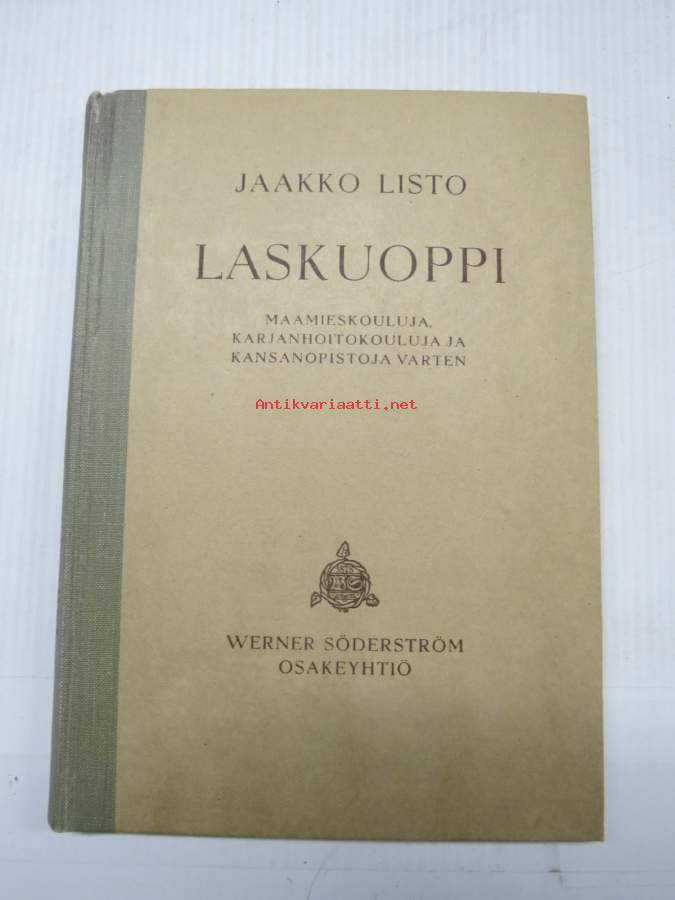 JAAKKO LISTO
LASKUOPPI
MAAMIESKOULUJA,
KARJANHOITOKOULUJA JA
KANSANOPISTOJA VARTEN
Antikvariaatti.net
WERNER SÖDERSTRÖM
OSAKEYHTIÖ